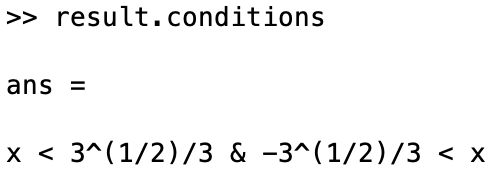 >> result.conditions
ans =
x < 3^(1/2)/3 & -3^(1/2)/3 < x